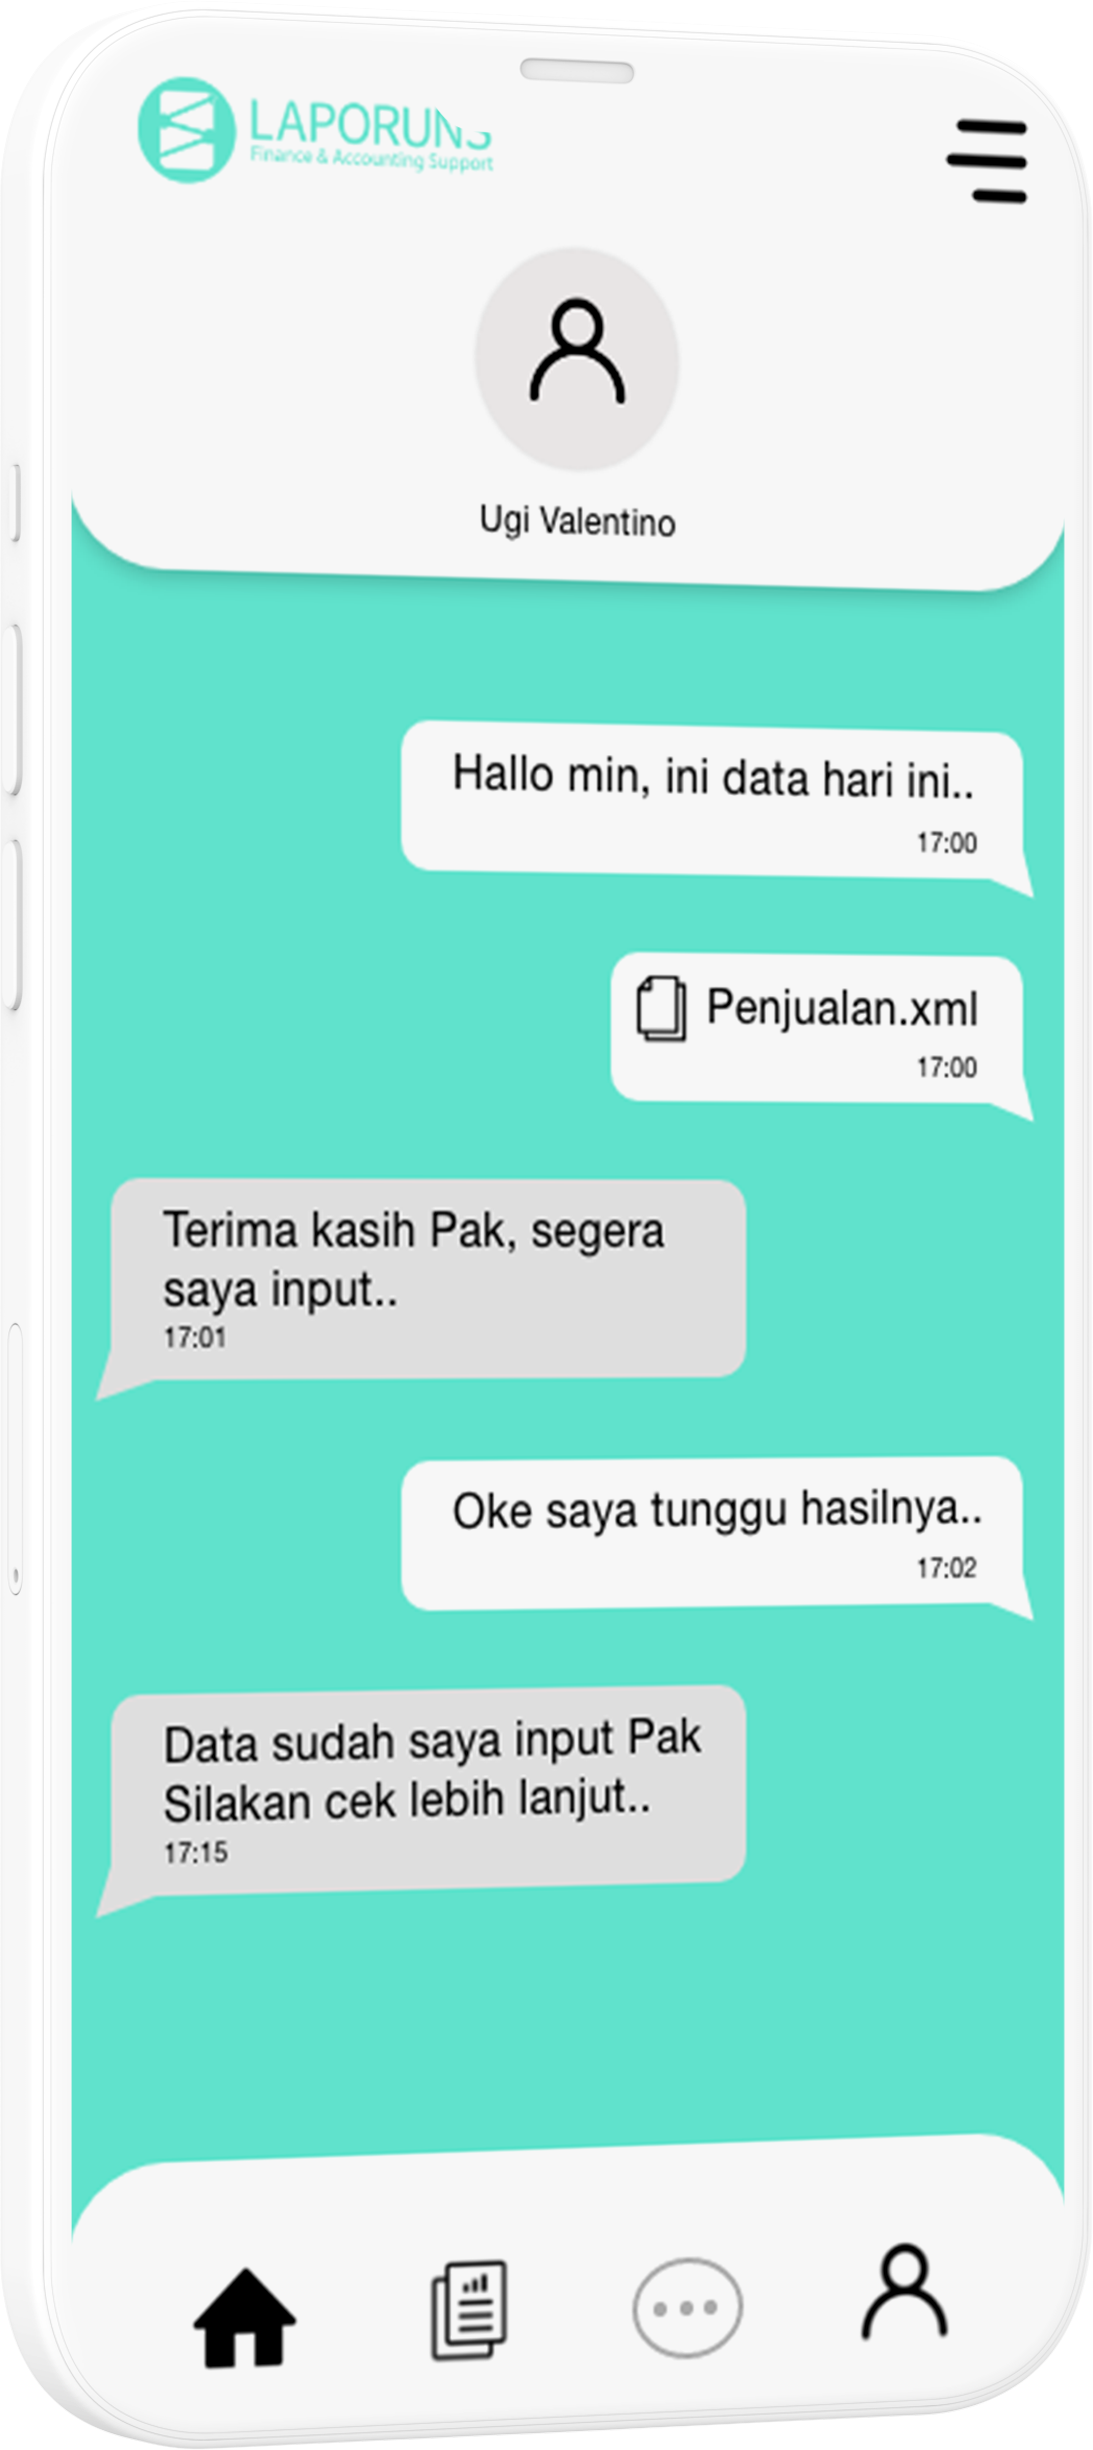 LAPORUNS
Finance & Accounting Support
Ugi Valentino
Hallo min, ini data hari ini..
17:00
Penjualan.xml
17:00
Terima kasih Pak, segera
saya input..
17:01
Oke saya tunggu hasilnya..
17:02
Data sudah saya input Pak
Silakan cek lebih lanjut..
17:15